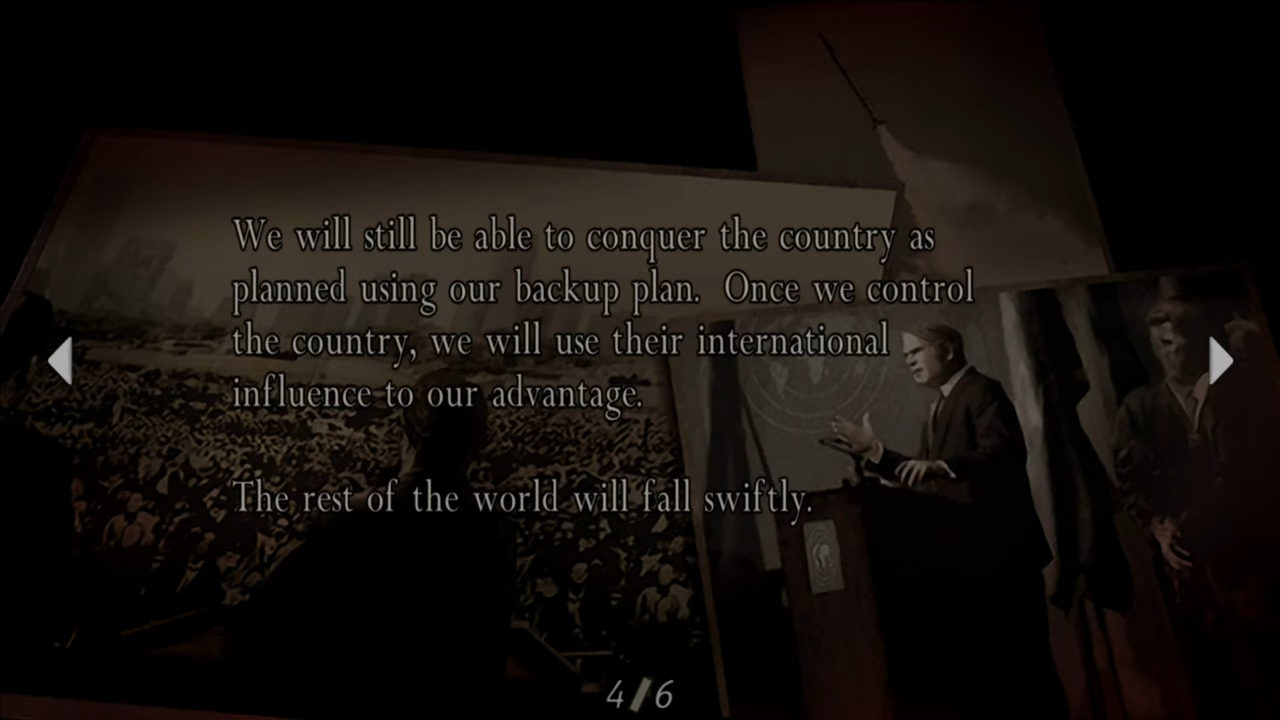 We will still be able to conquer the country as
planned using our backup plan.  Once we control
the country, we will use their international
influence to our advantage.
The rest of the world will fall swiftly.
4/6